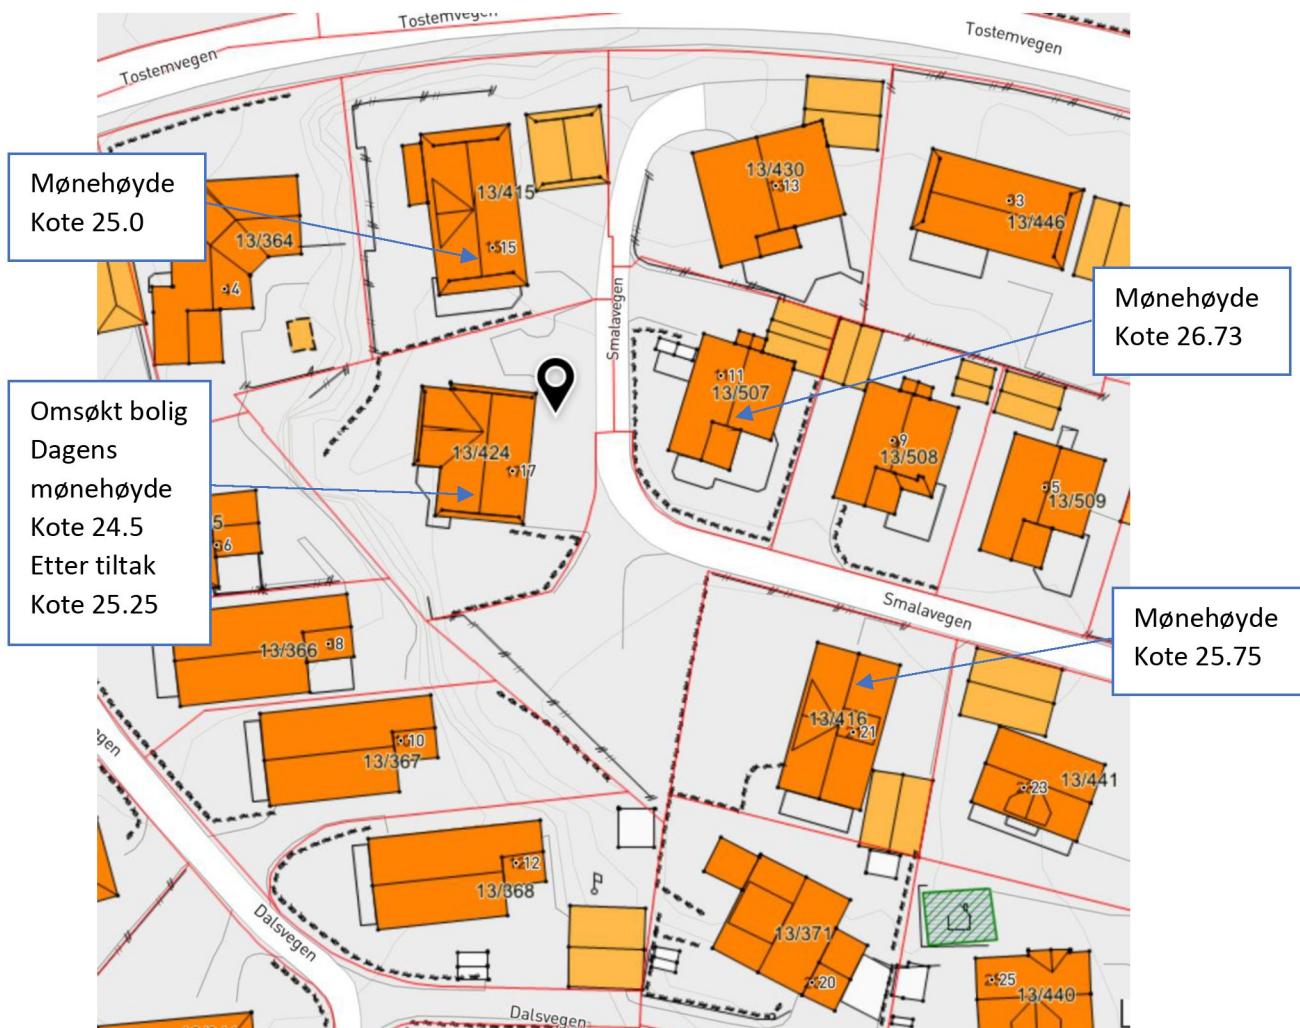 Tostemvegen
Tostemvegen
Tostemvegen
Mønehøyde
Kote 25.0
13/364
4
13/415
15
13/430
13
3
13/446
Smalavegen
Mønehøyde
Kote 26.73
11
13/507
9
13/508
5
13/509
Omsøkt bolig
Dagens
mønehøyde
Kote 24.5
Etter tiltak
Kote 25.25
13/424
17
5
6
13/366
8
Smalavegen
Mønehøyde
Kote 25.75
13/416
21
13/441
23
10
13/367
12
13/368
Dalsvegen
13/371
20
25
13/440
Dalsvegen